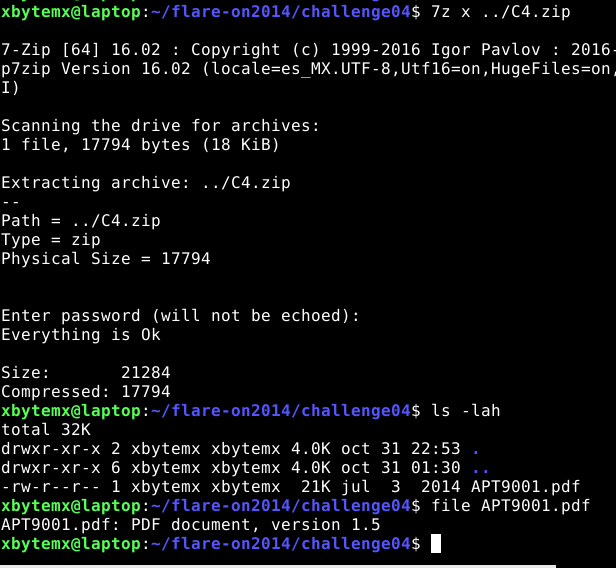 xbytemx@laptop:~/flare-on2014/challenge04$ 7z x ../C4.zip
7-Zip [64] 16.02 : Copyright (c) 1999-2016 Igor Pavlov : 2016-
p7zip Version 16.02 (locale=es_MX.UTF-8,Utf16=on,HugeFiles=on,
I)
Scanning the drive for archives:
1 file, 17794 bytes (18 KiB)
Extracting archive: ../C4.zip
--
Path = ../C4.zip
Type = zip
Physical Size = 17794
Enter password (will not be echoed):
Everything is Ok
Size:       21284
Compressed: 17794
xbytemx@laptop:~/flare-on2014/challenge04$ ls -lah
total 32K
drwxr-xr-x 2 xbytemx xbytemx 4.0K oct 31 22:53 .
drwxr-xr-x 6 xbytemx xbytemx 4.0K oct 31 01:30 ..
-rw-r--r-- 1 xbytemx xbytemx  21K jul  3  2014 APT9001.pdf
xbytemx@laptop:~/flare-on2014/challenge04$ file APT9001.pdf
APT9001.pdf: PDF document, version 1.5
xbytemx@laptop:~/flare-on2014/challenge04$